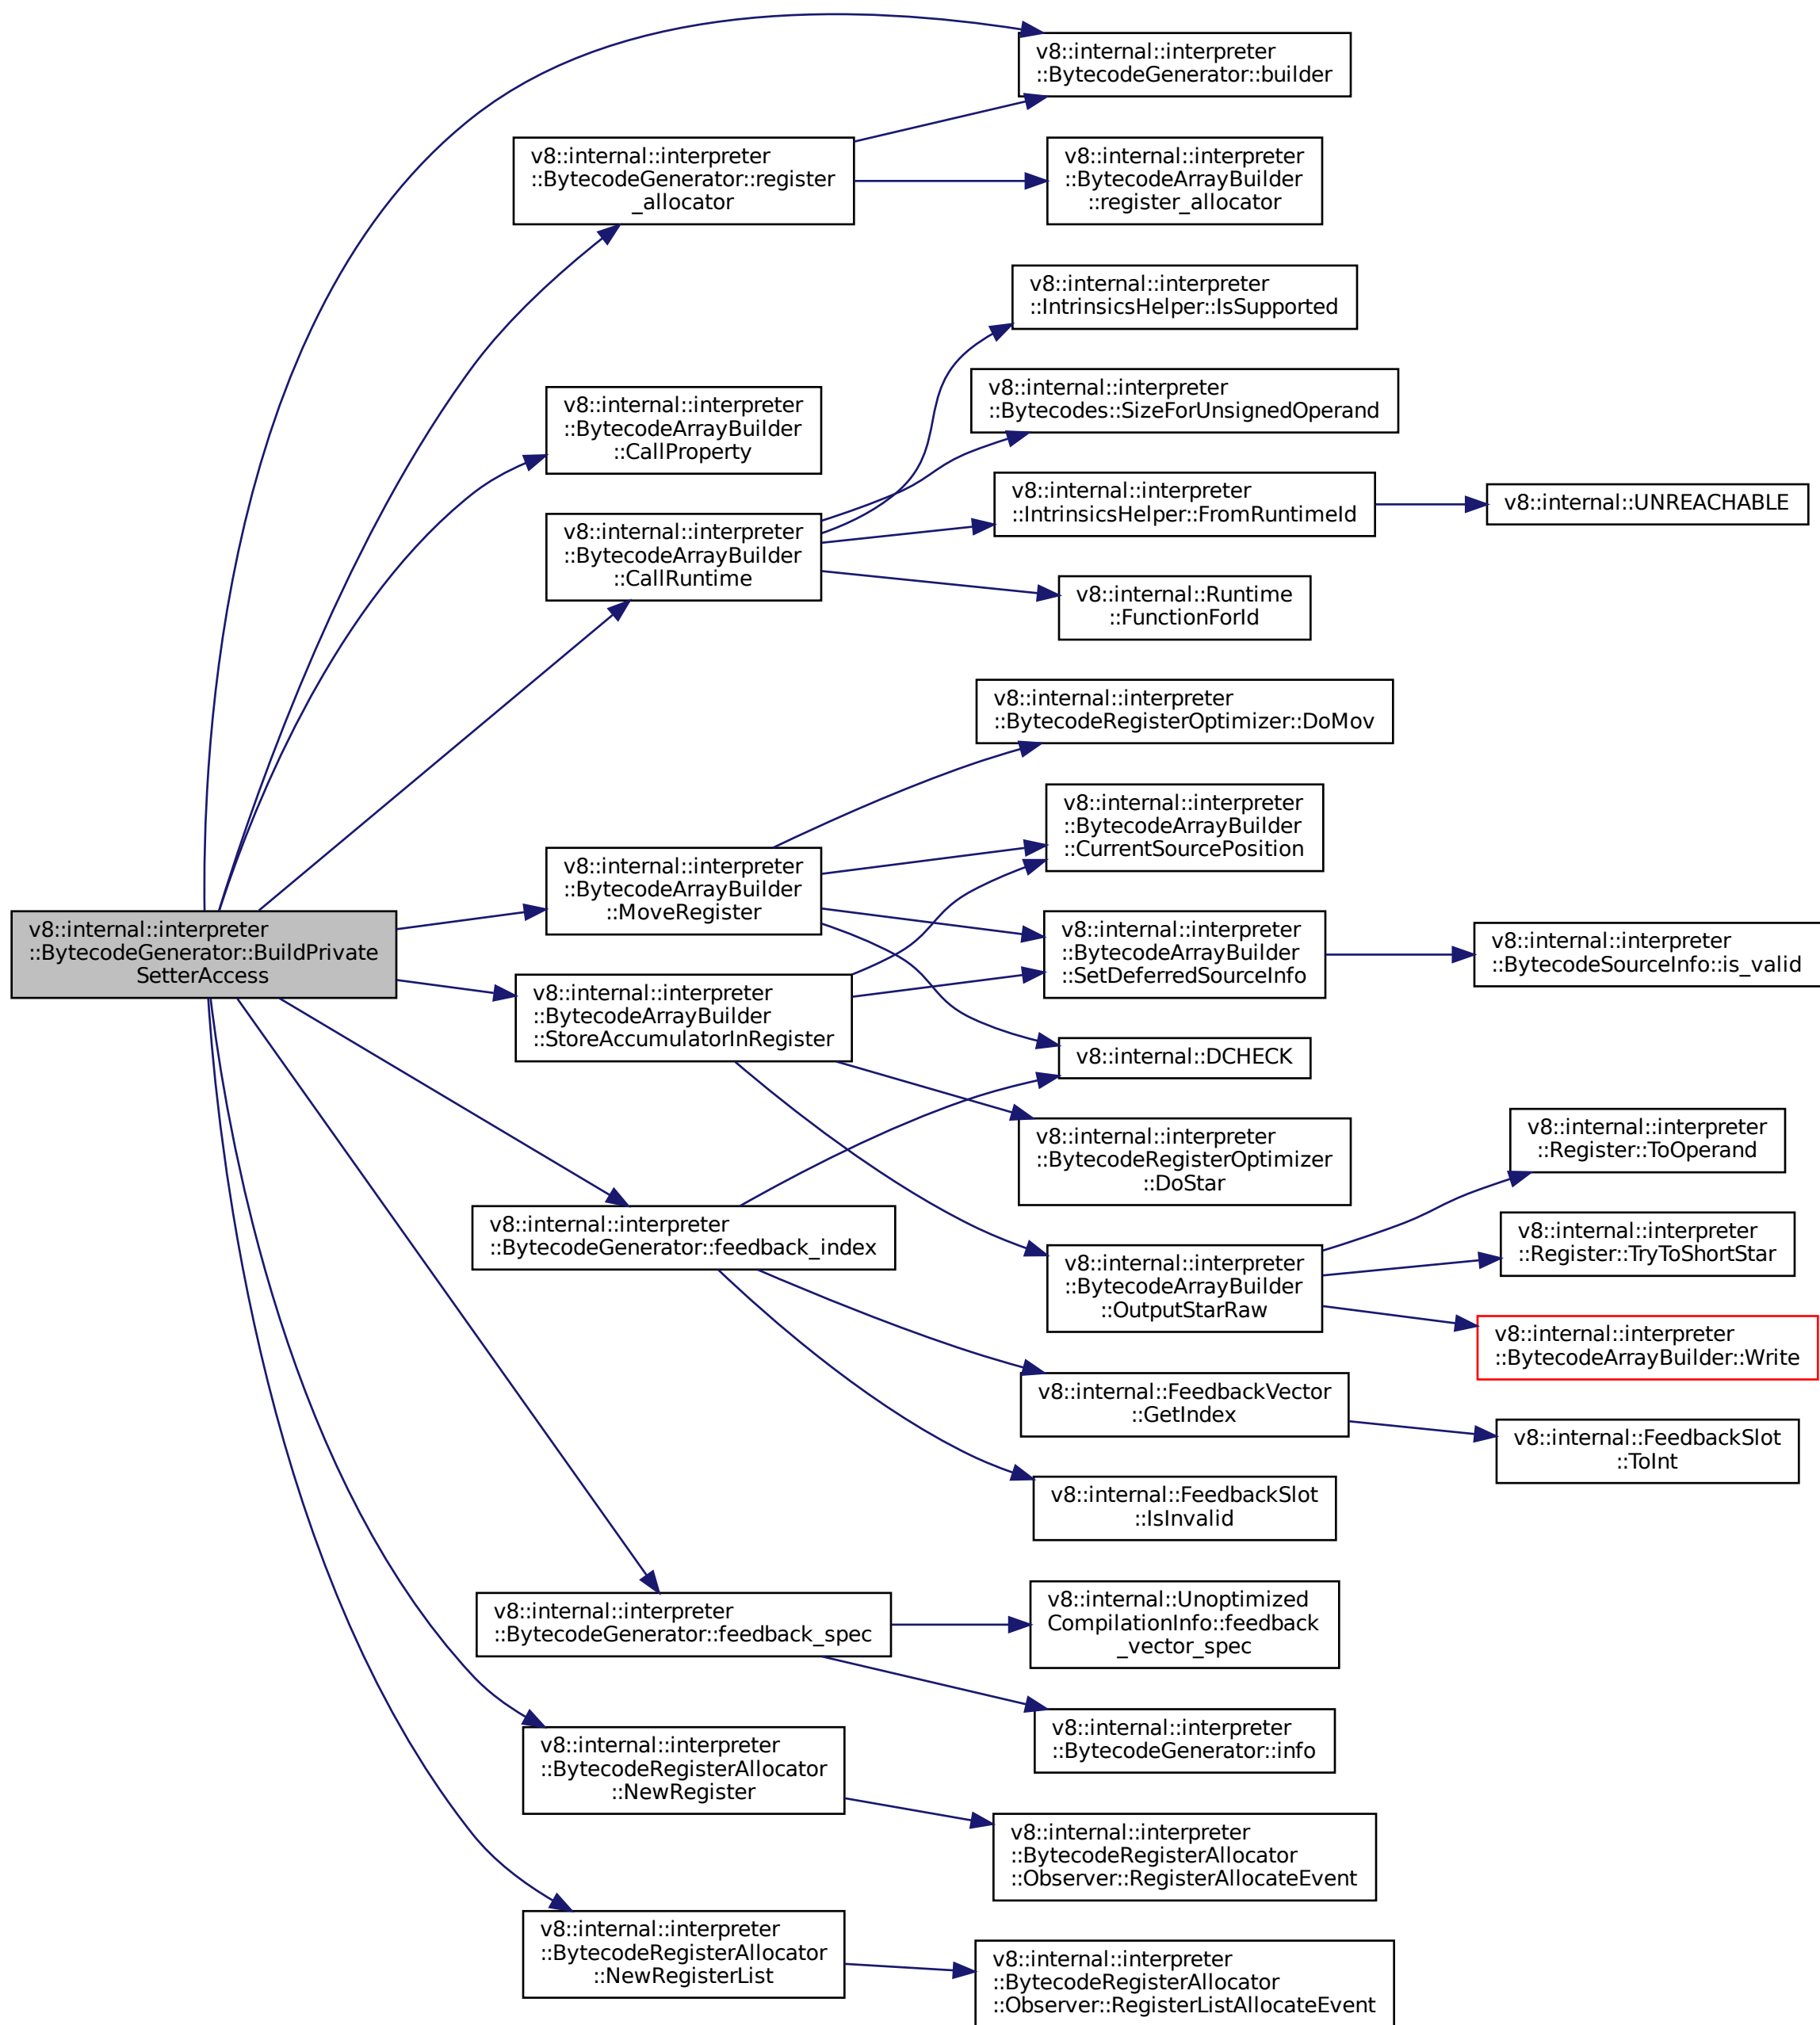 v8::internal::interpreter
::BytecodeGenerator::builder
v8::internal::interpreter
::BytecodeGenerator::register
_allocator
v8::internal::interpreter
::BytecodeArrayBuilder
::register_allocator
v8::internal::interpreter
::IntrinsicsHelper::IsSupported
v8::internal::interpreter
::Bytecodes::SizeForUnsignedOperand
v8::internal::interpreter
::BytecodeArrayBuilder
::CallProperty
v8::internal::interpreter
::IntrinsicsHelper::FromRuntimeId
v8::internal::UNREACHABLE
v8::internal::interpreter
::BytecodeArrayBuilder
::CallRuntime
v8::internal::Runtime
::FunctionForId
v8::internal::interpreter
::BytecodeRegisterOptimizer::DoMov
v8::internal::interpreter
::BytecodeArrayBuilder
::CurrentSourcePosition
v8::internal::interpreter
::BytecodeArrayBuilder
::MoveRegister
v8::internal::interpreter
::BytecodeGenerator::BuildPrivate
SetterAccess
v8::internal::interpreter
::BytecodeArrayBuilder
::SetDeferredSourceInfo
v8::internal::interpreter
::BytecodeSourceInfo::is_valid
v8::internal::interpreter
::BytecodeArrayBuilder
::StoreAccumulatorInRegister
v8::internal::DCHECK
v8::internal::interpreter
::BytecodeRegisterOptimizer
::DoStar
v8::internal::interpreter
::Register::ToOperand
v8::internal::interpreter
::BytecodeGenerator::feedback_index
v8::internal::interpreter
::Register::TryToShortStar
v8::internal::interpreter
::BytecodeArrayBuilder
::OutputStarRaw
v8::internal::interpreter
::BytecodeArrayBuilder::Write
v8::internal::FeedbackVector
::GetIndex
v8::internal::FeedbackSlot
::ToInt
v8::internal::FeedbackSlot
::IsInvalid
v8::internal::interpreter
::BytecodeGenerator::feedback_spec
v8::internal::Unoptimized
CompilationInfo::feedback
_vector_spec
v8::internal::interpreter
::BytecodeGenerator::info
v8::internal::interpreter
::BytecodeRegisterAllocator
::NewRegister
v8::internal::interpreter
::BytecodeRegisterAllocator
::Observer::RegisterAllocateEvent
v8::internal::interpreter
::BytecodeRegisterAllocator
::NewRegisterList
v8::internal::interpreter
::BytecodeRegisterAllocator
::Observer::RegisterListAllocateEvent